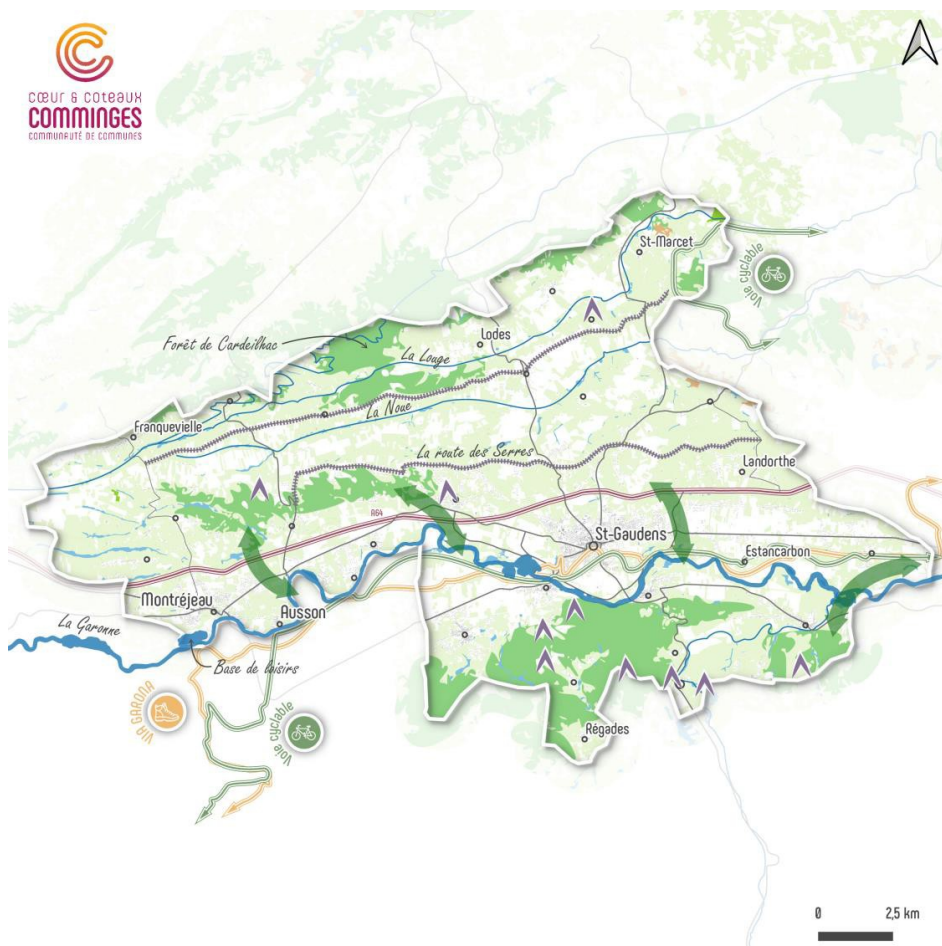 cœur & coteaux
COMMINGES
COMMUNAUTÉ DE COMMUNES
St-Marcet
Voie cyclable
Forêt de Cardeilhac
Lodes
La Louge
La Noue
Franquevielle
La route des Serres
Landorthe
A64
St-Gaudens
Estancarbon
Montréjeau
Ausson
La Garonne
Base de loisirs
VIA GARONA
Voie cyclable
Régades
0 2,5 km